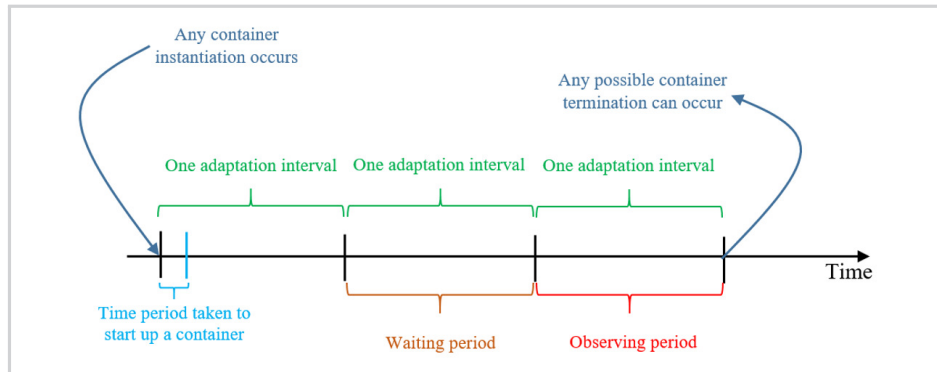 Any container
instantiation occurs
Any possible container
termination can occur
One adaptation interval
One adaptation interval
One adaptation interval
Time
Time period taken to
start up a container
Waiting period
Observing period